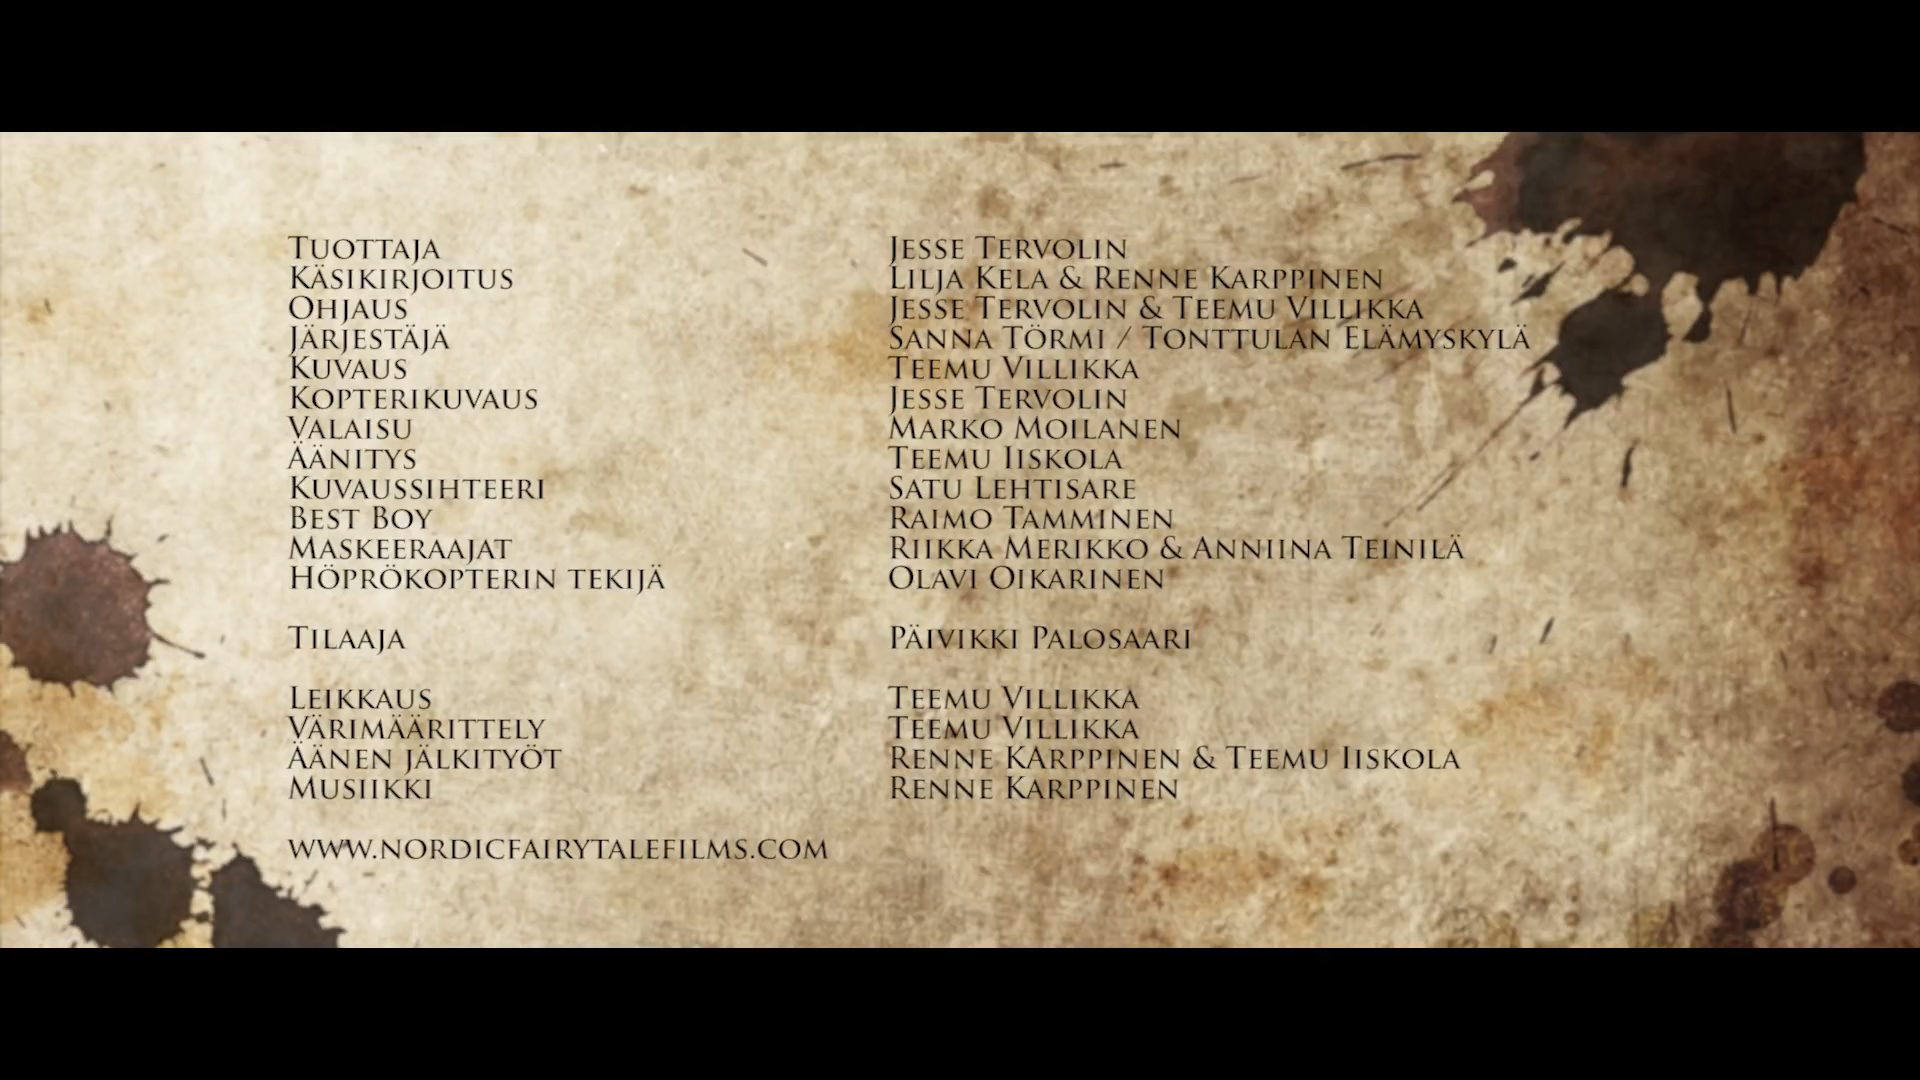 Tuottaja Jesse Tervolin
Käsikirjoitus Lilja Kela & Renne Karppinen
Ohjaus Jesse Tervolin & Teemu Villikka
Järjestäjä Sanna Törmi / Tonttulan Elämyskylä
Kuvaus Teemu Villikka
Kopterikuvaus Jesse Tervolin
Valaisu Marko Moilanen
Äänitys Teemu Iiskola
Kuvaussihteeri Satu Lehtisare
Best Boy Raimo Tamminen
Maskeeraajat Riikka Merikko & Anniina Teinilä
Höprökopterin tekijä Olavi Oikarinen
Tilaaja Päivikki Palosaari
Leikkaus Teemu Villikka
Värimäärittely Teemu Villikka
Äänen jälkityöt Renne KArppinen & Teemu Iiskola
Musiikki Renne Karppinen
www.nordicfairytalefilms.com